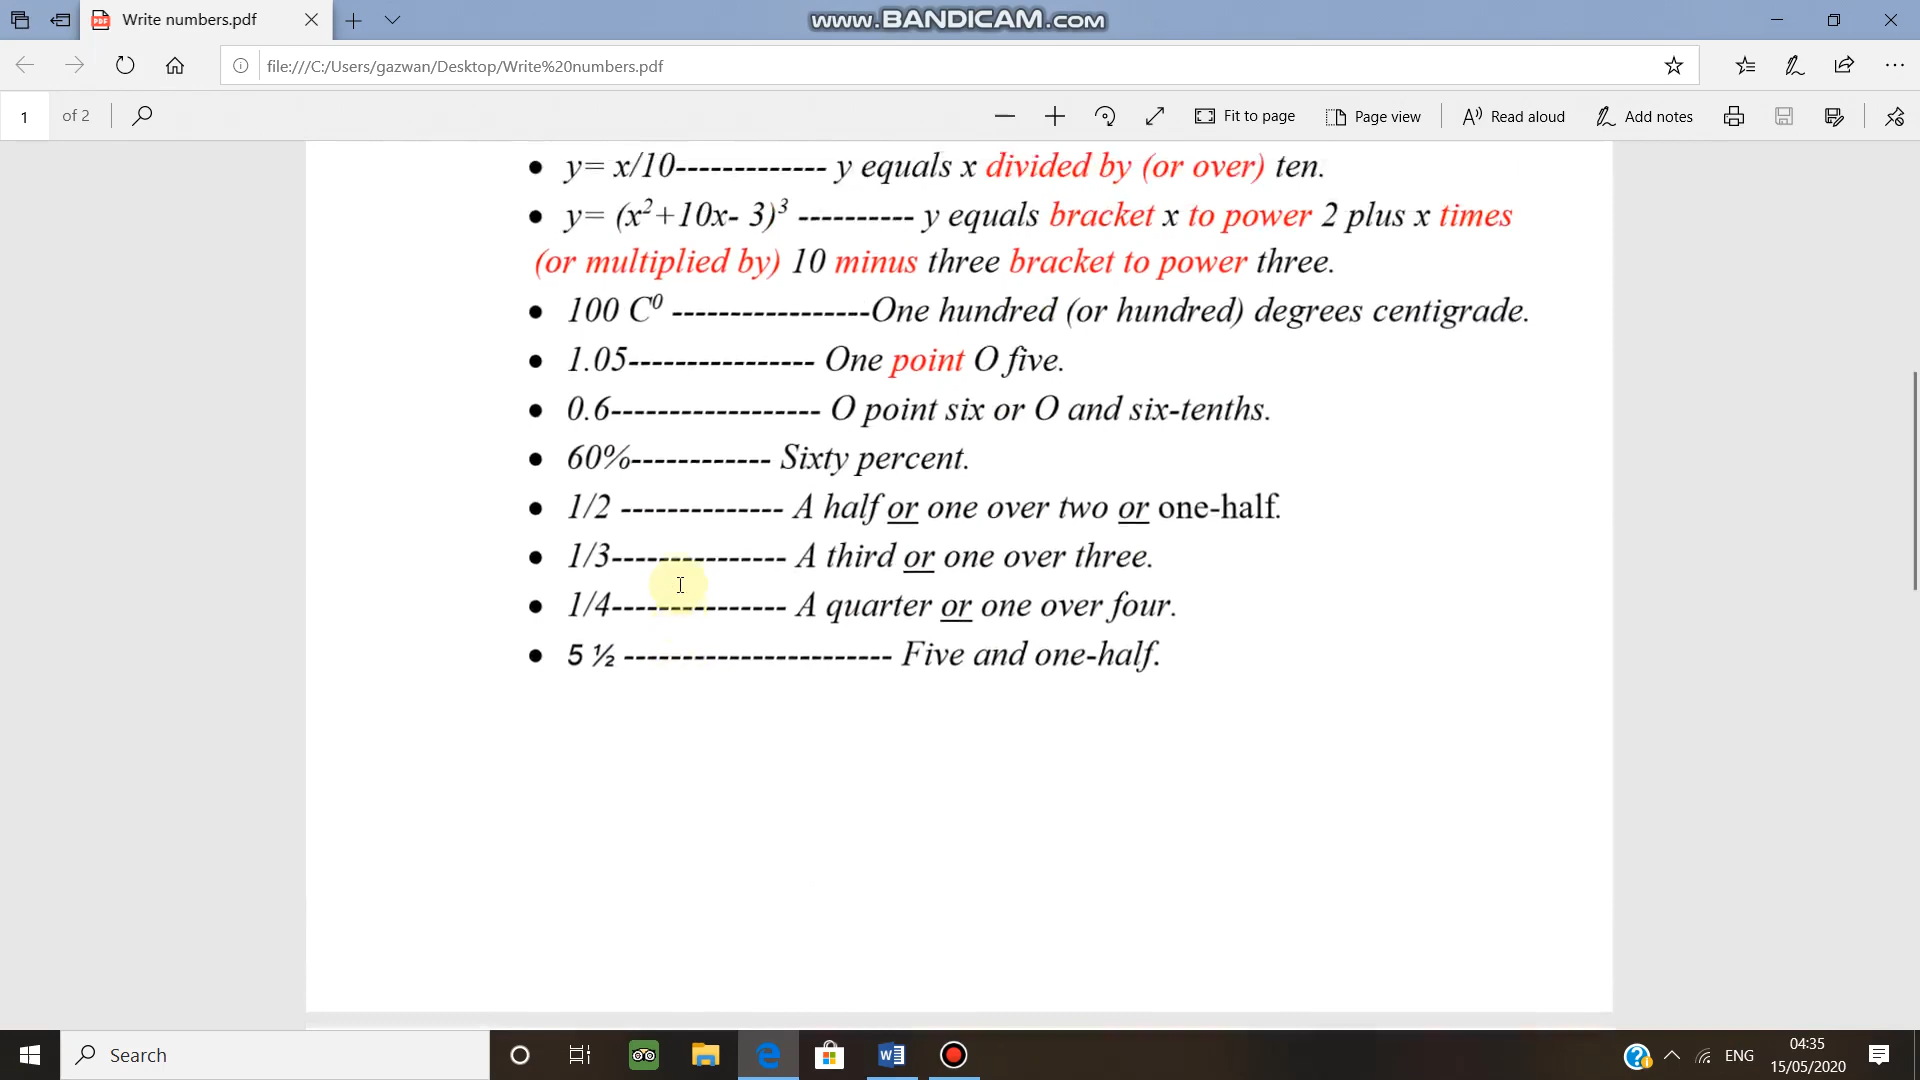 Write numbers.pdf
www.BANDICAM.com
file:///C:/Users/gazwan/Desktop/Write%20numbers.pdf
1 of 2 Fit to page Page view Read aloud Add notes
• y= x/10------------- y equals x divided by (or over) ten.
• y= (x²+10x- 3)³ ---------- y equals bracket x to power 2 plus x times
(or multiplied by) 10 minus three bracket to power three.
• 100 C⁰ -----------------One hundred (or hundred) degrees centigrade.
• 1.05---------------- One point O five.
• 0.6------------------ O point six or O and six-tenths.
• 60%------------ Sixty percent.
• 1/2 -------------- A half or one over two or one-half.
• 1/3--------------- A third or one over three.
• 1/4--------------- A quarter or one over four.
• 5 ½ ----------------------- Five and one-half.
Search
ENG
04:35
15/05/2020